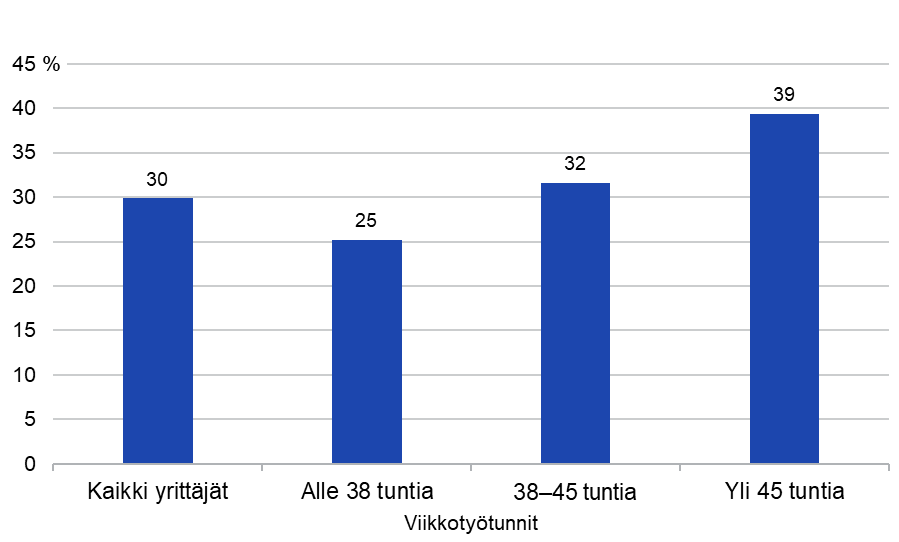 45 %
40
35
30
25
20
15
10
5
0
30
25
32
39
Kaikki yrittäjät
Alle 38 tuntia
38–45 tuntia
Yli 45 tuntia
Viikkotyötunnit